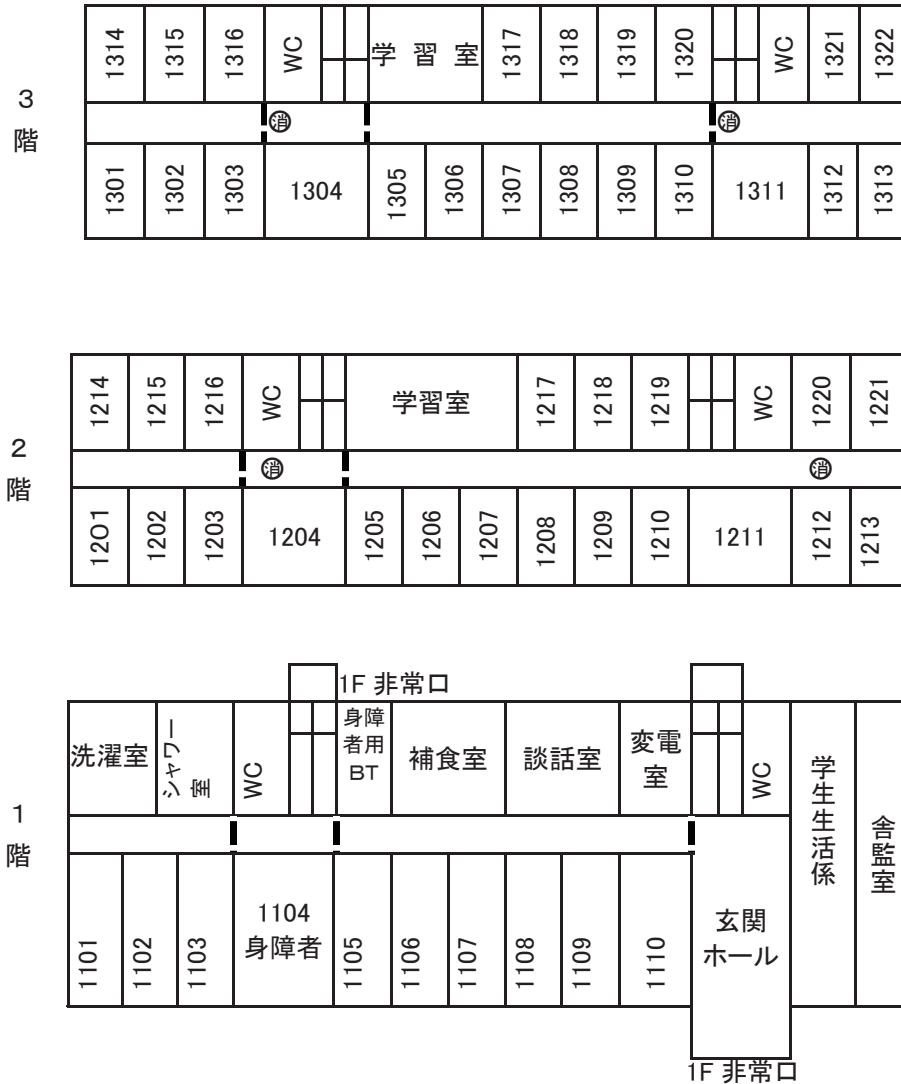 3
階
1314 1315 1316 WC 学習室 1317 1318 1319 1320 WC 1321 1322
消 消
1301 1302 1303 1304 1305 1306 1307 1308 1309 1310 1311 1312 1313
2
階
1214 1215 1216 WC 学習室 1217 1218 1219 WC 1220 1221
消 消
1201 1202 1203 1204 1205 1206 1207 1208 1209 1210 1211 1212 1213
1
階
1F 非常口
洗濯室
シャワー
室
WC
身障
者用
BT
補食室
談話室
変電
室
WC
学生生活係
舎監室
1101 1102 1103
1104
身障者
1105 1106 1107 1108 1109 1110
玄関
ホール
1F 非常口